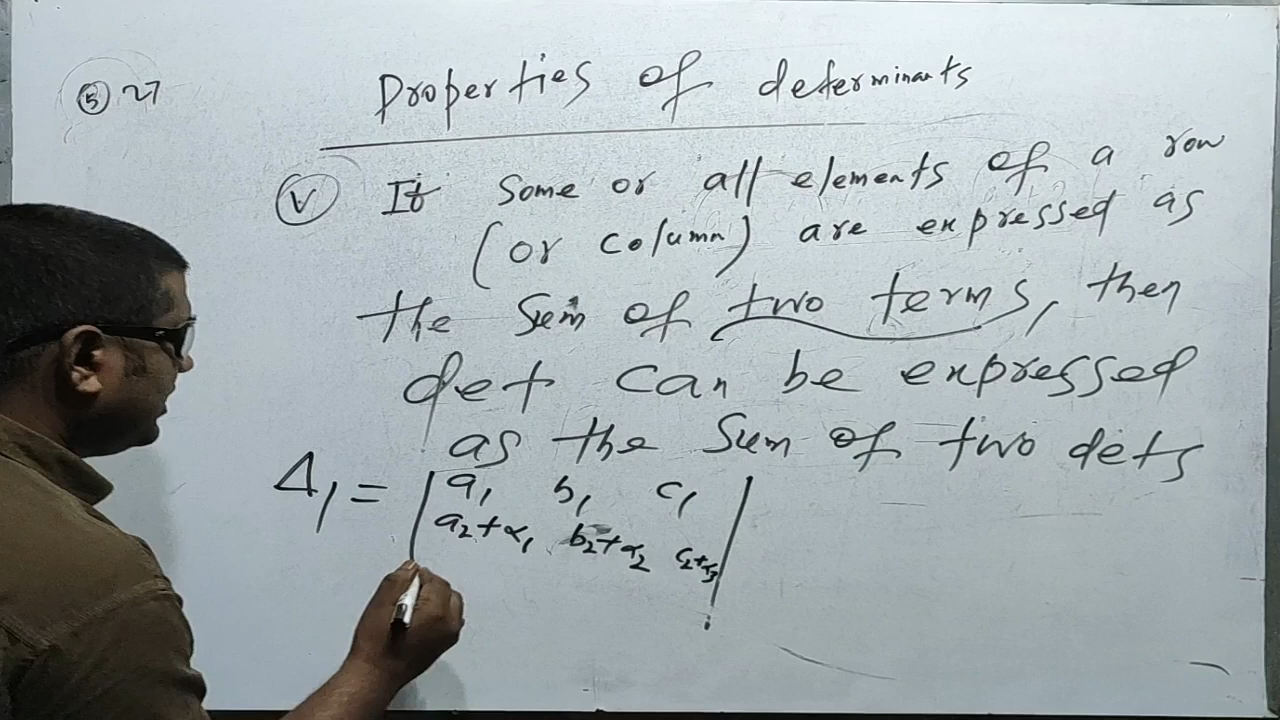 ⑤ 27
Properties of determinants
Ⓥ If some or all elements of a row
(or column) are expressed as
the sum of two terms, then
det can be expressed
as the sum of two dets
Δ₁ = | a₁ b₁ c₁ |
a₂+α₁ b₂+α₂ c₂+α₃